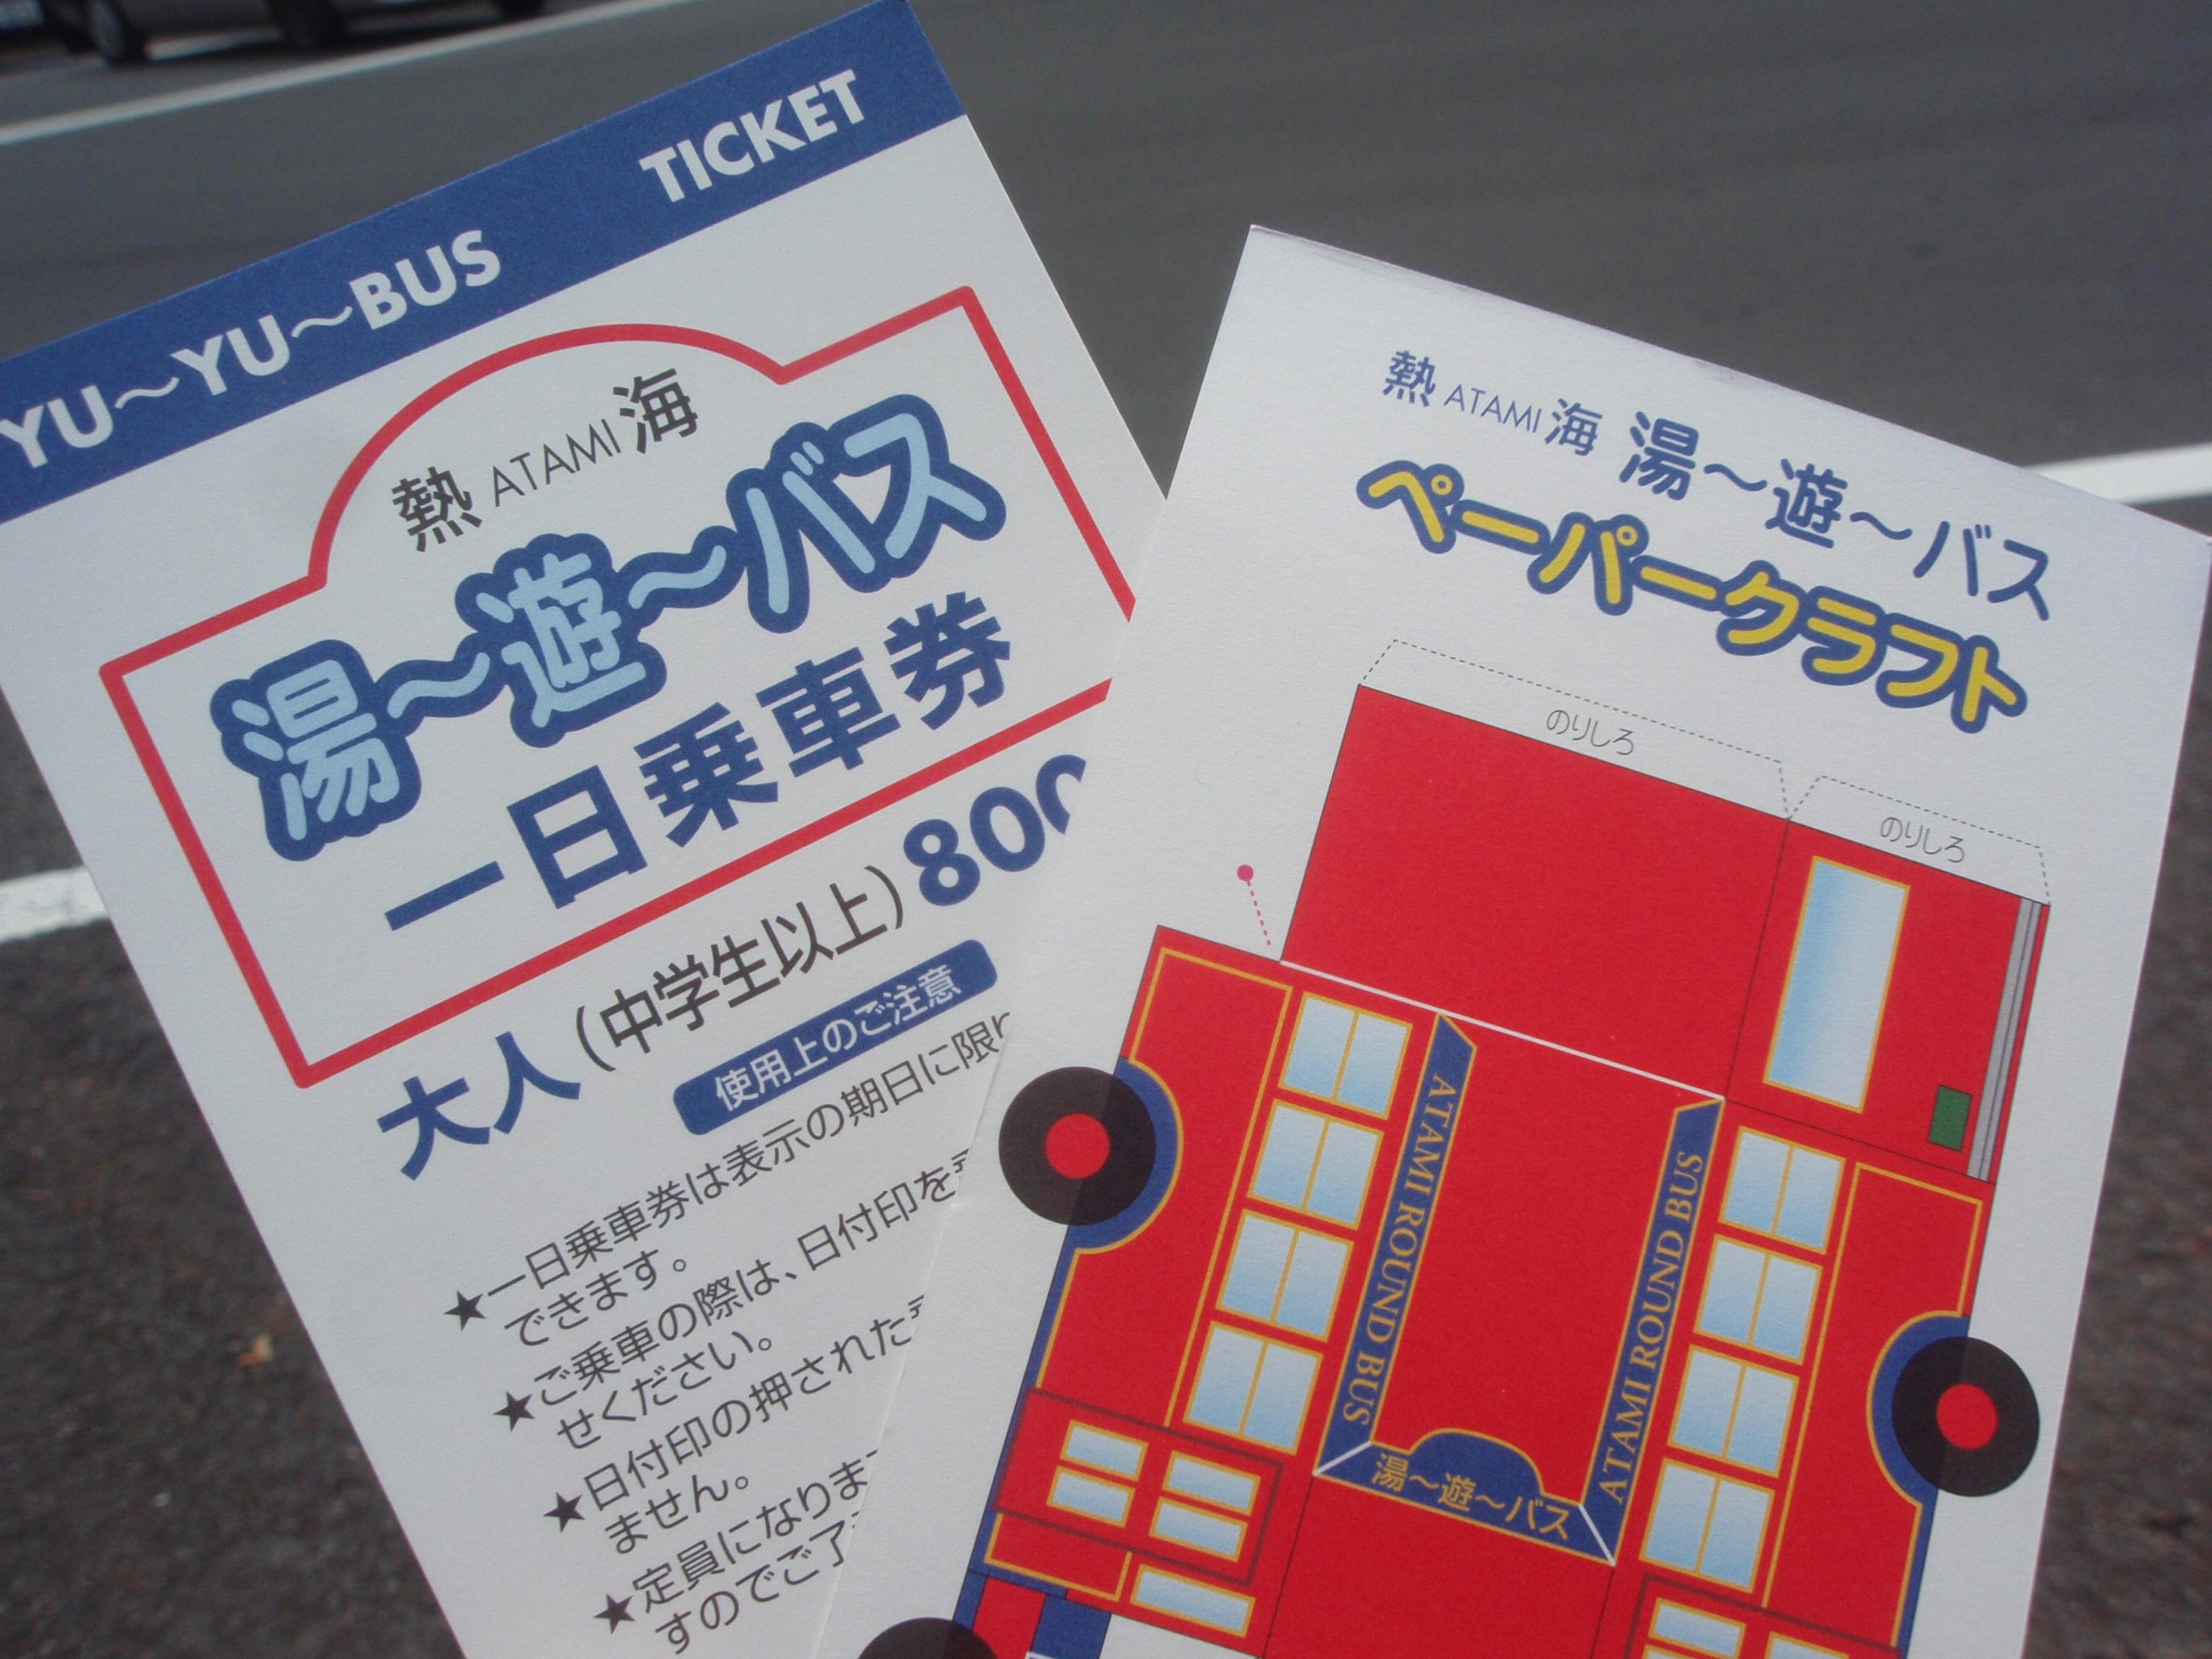 YU～YU～BUS TICKET
熱 ATAMI 海
湯～遊～バス
一日乗車券
大人（中学生以上）800
使用上のご注意
★一日乗車券は表示の期日に限り
できます。
★ご乗車の際は、日付印を
せください。
★日付印の押された
ません。
★定員になりま
すのでご了
熱 ATAMI 海 湯～遊～バス
ペーパークラフト
のりしろ
のりしろ
ATAMI ROUND BUS
ATAMI ROUND BUS
湯～遊～バス